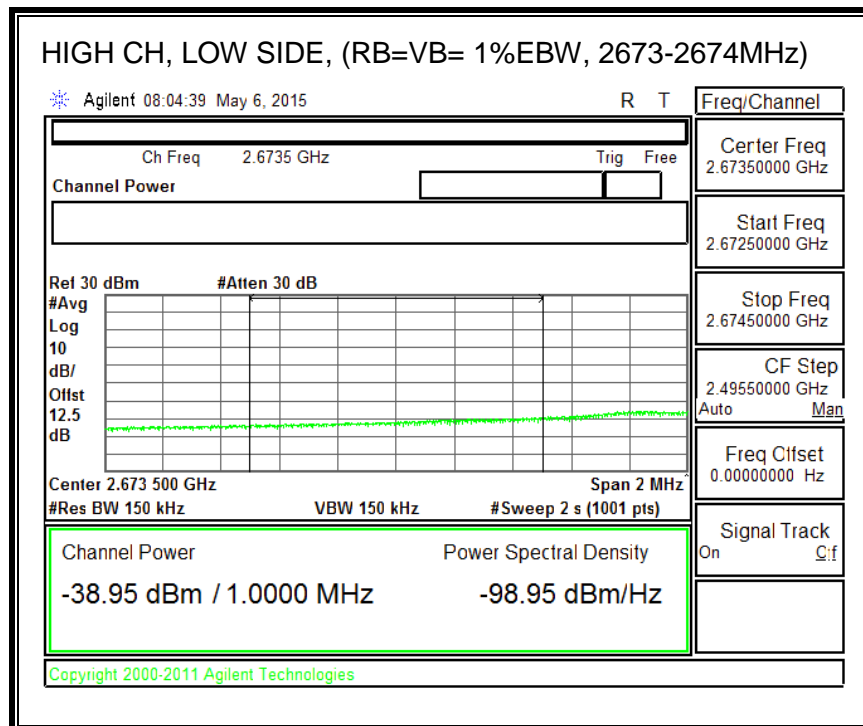 HIGH CH, LOW SIDE, (RB=VB= 1%EBW, 2673-2674MHz)
Agilent 08:04:39 May 6, 2015 R T
Ch Freq 2.6735 GHz Trig Free
Channel Power
Ref 30 dBm #Atten 30 dB
#Avg
Log
10
dB/
Offst
12.5
dB
Center 2.673 500 GHz Span 2 MHz
#Res BW 150 kHz VBW 150 kHz #Sweep 2 s (1001 pts)
Channel Power Power Spectral Density
-38.95 dBm / 1.0000 MHz -98.95 dBm/Hz
Freq/Channel
Center Freq
2.67350000 GHz
Start Freq
2.67250000 GHz
Stop Freq
2.67450000 GHz
CF Step
2.49550000 GHz
Auto Man
Freq Offset
0.00000000 Hz
Signal Track
On Off
Copyright 2000-2011 Agilent Technologies